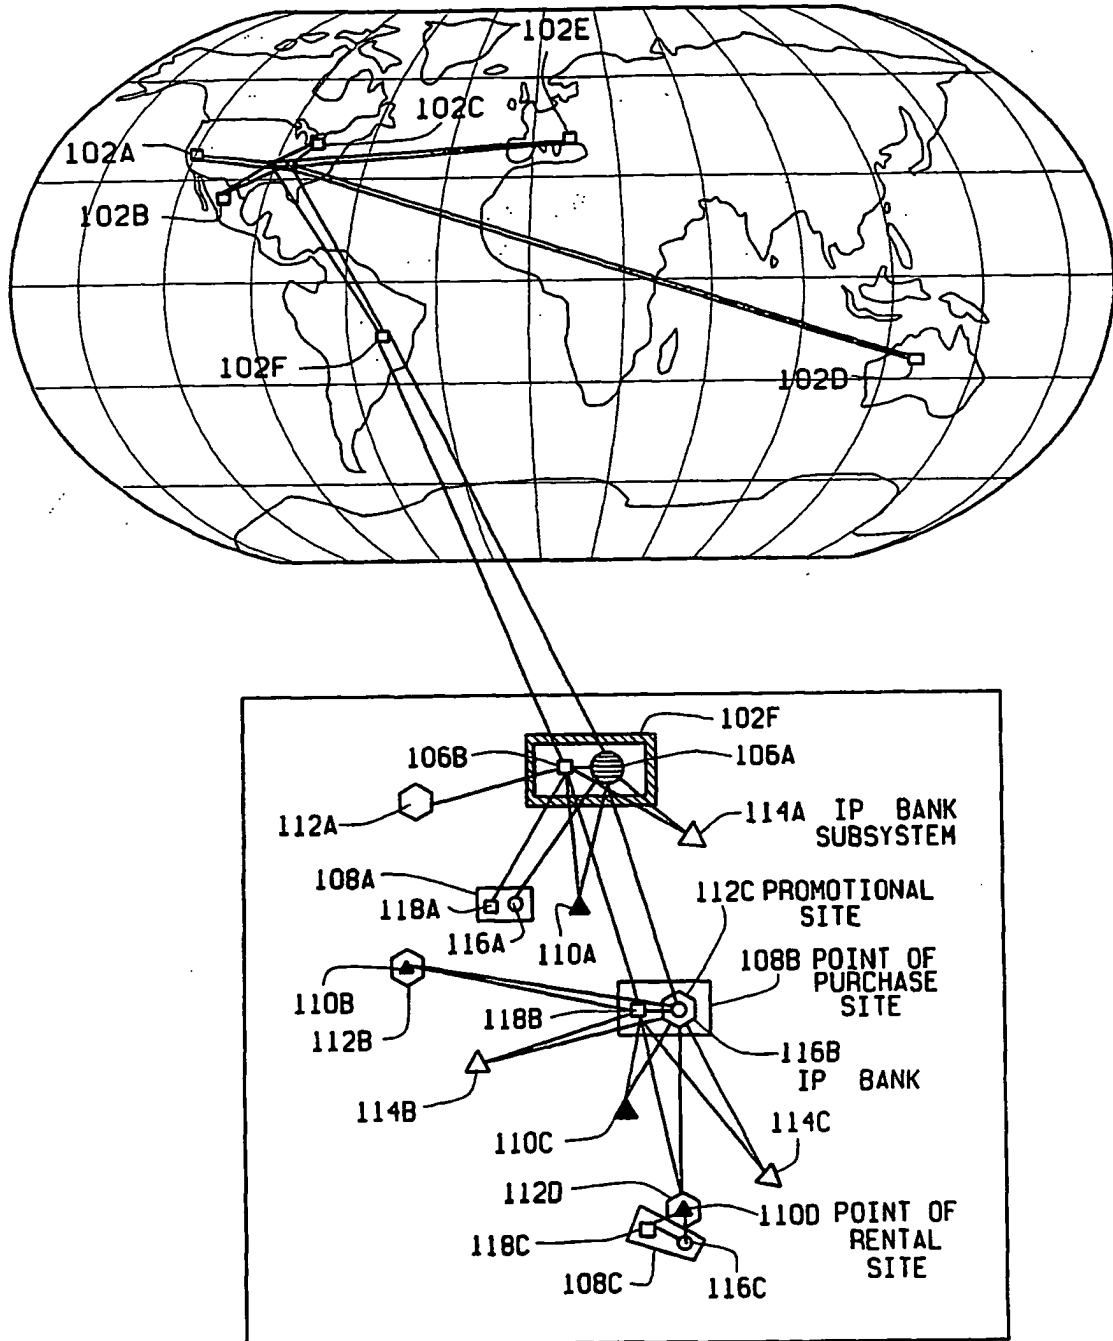 102E
102C
102A
102B
102F
102D
102F
106B
106A
112A
114A IP BANK
SUBSYSTEM
108A
118A
116A
110A
112C PROMOTIONAL
SITE
108B POINT OF
PURCHASE
SITE
110B
112B
118B
116B
IP BANK
114B
110C
114C
112D
110D POINT OF
RENTAL
SITE
118C
108C
116C